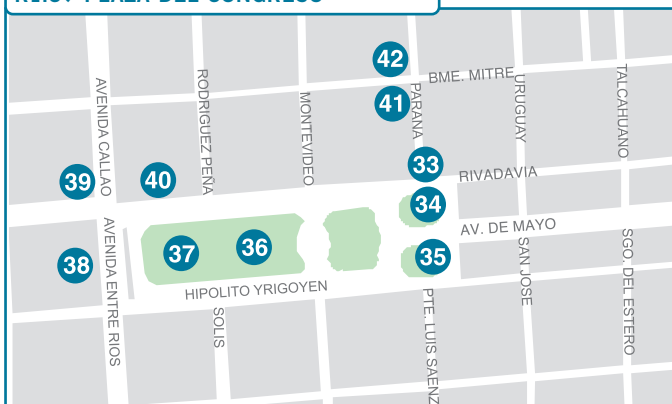 42
BME. MITRE
41
AVENIDA CALLAO
RODRIGUEZ PEÑA
MONTEVIDEO
PARANA
URUGUAY
TALCAHUANO
33
RIVADAVIA
39
40
34
AV. DE MAYO
38
37
36
35
AVENIDA ENTRE RIOS
HIPOLITO YRIGOYEN
SOLIS
PTE. LUIS SAENZ
SAN JOSE
SGO. DEL ESTERO